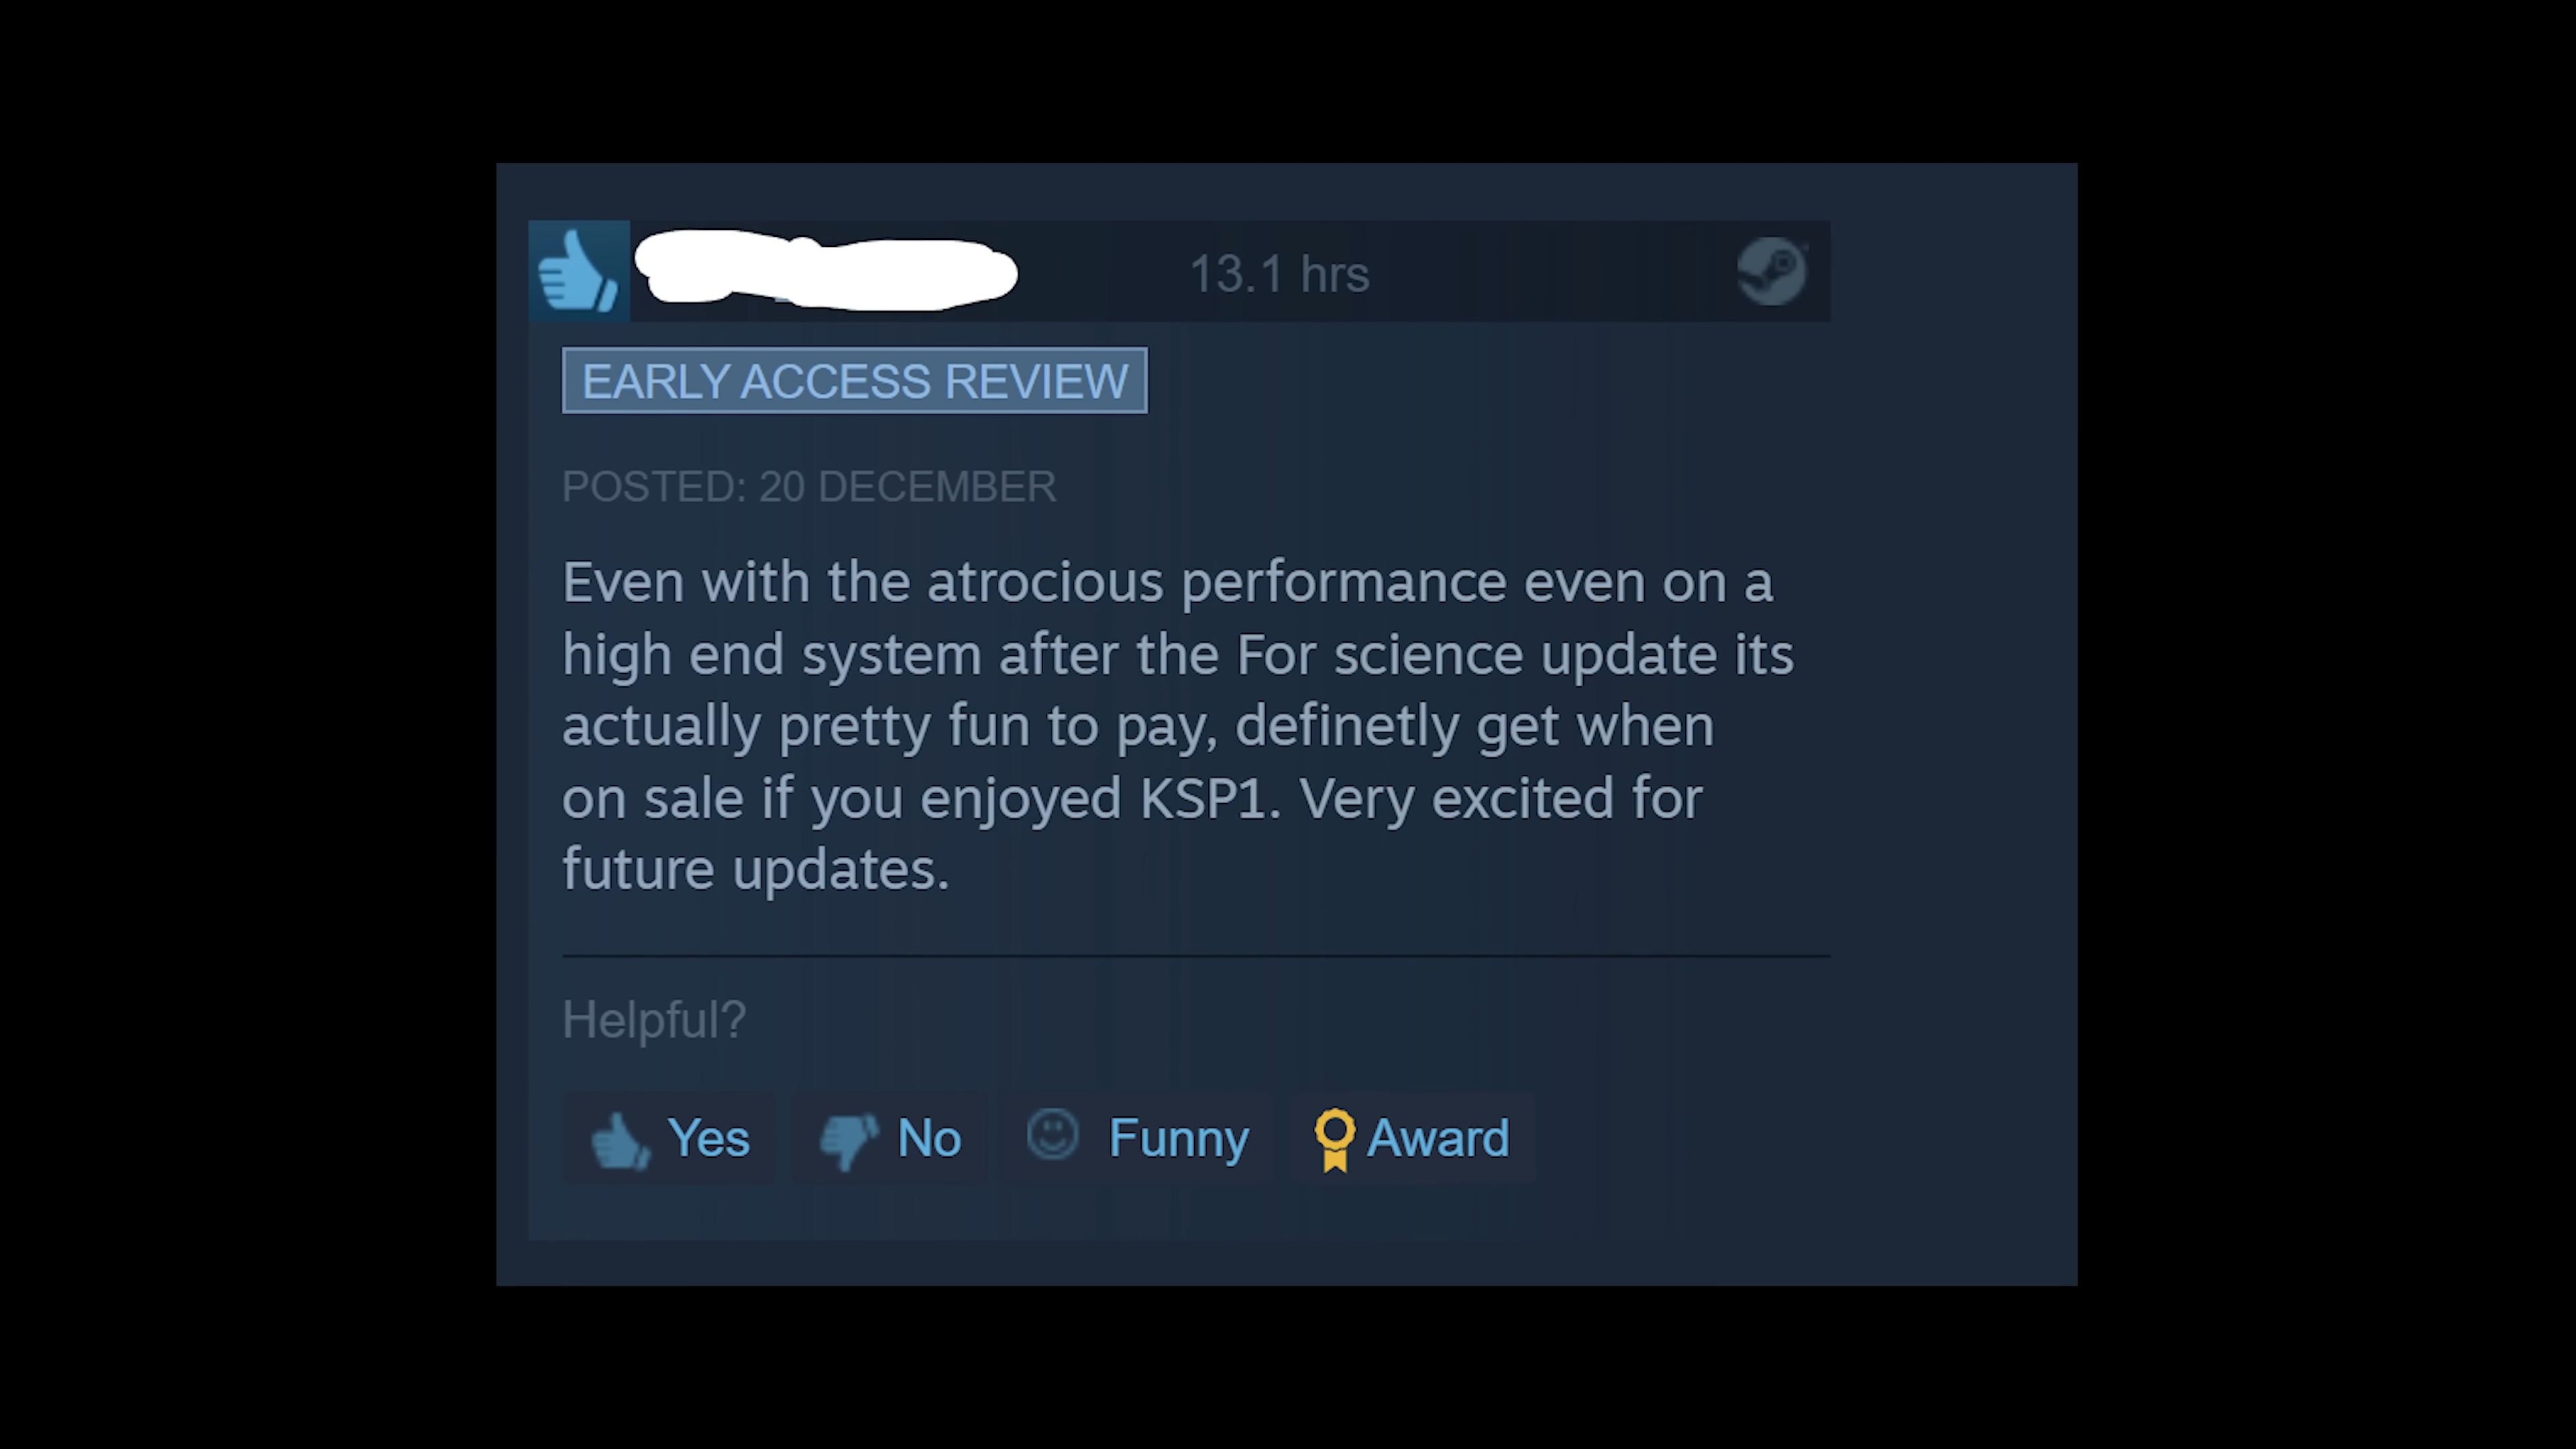 13.1 hrs
EARLY ACCESS REVIEW
POSTED: 20 DECEMBER
Even with the atrocious performance even on a
high end system after the For science update its
actually pretty fun to pay, definetly get when
on sale if you enjoyed KSP1. Very excited for
future updates.
Helpful?
Yes No Funny Award